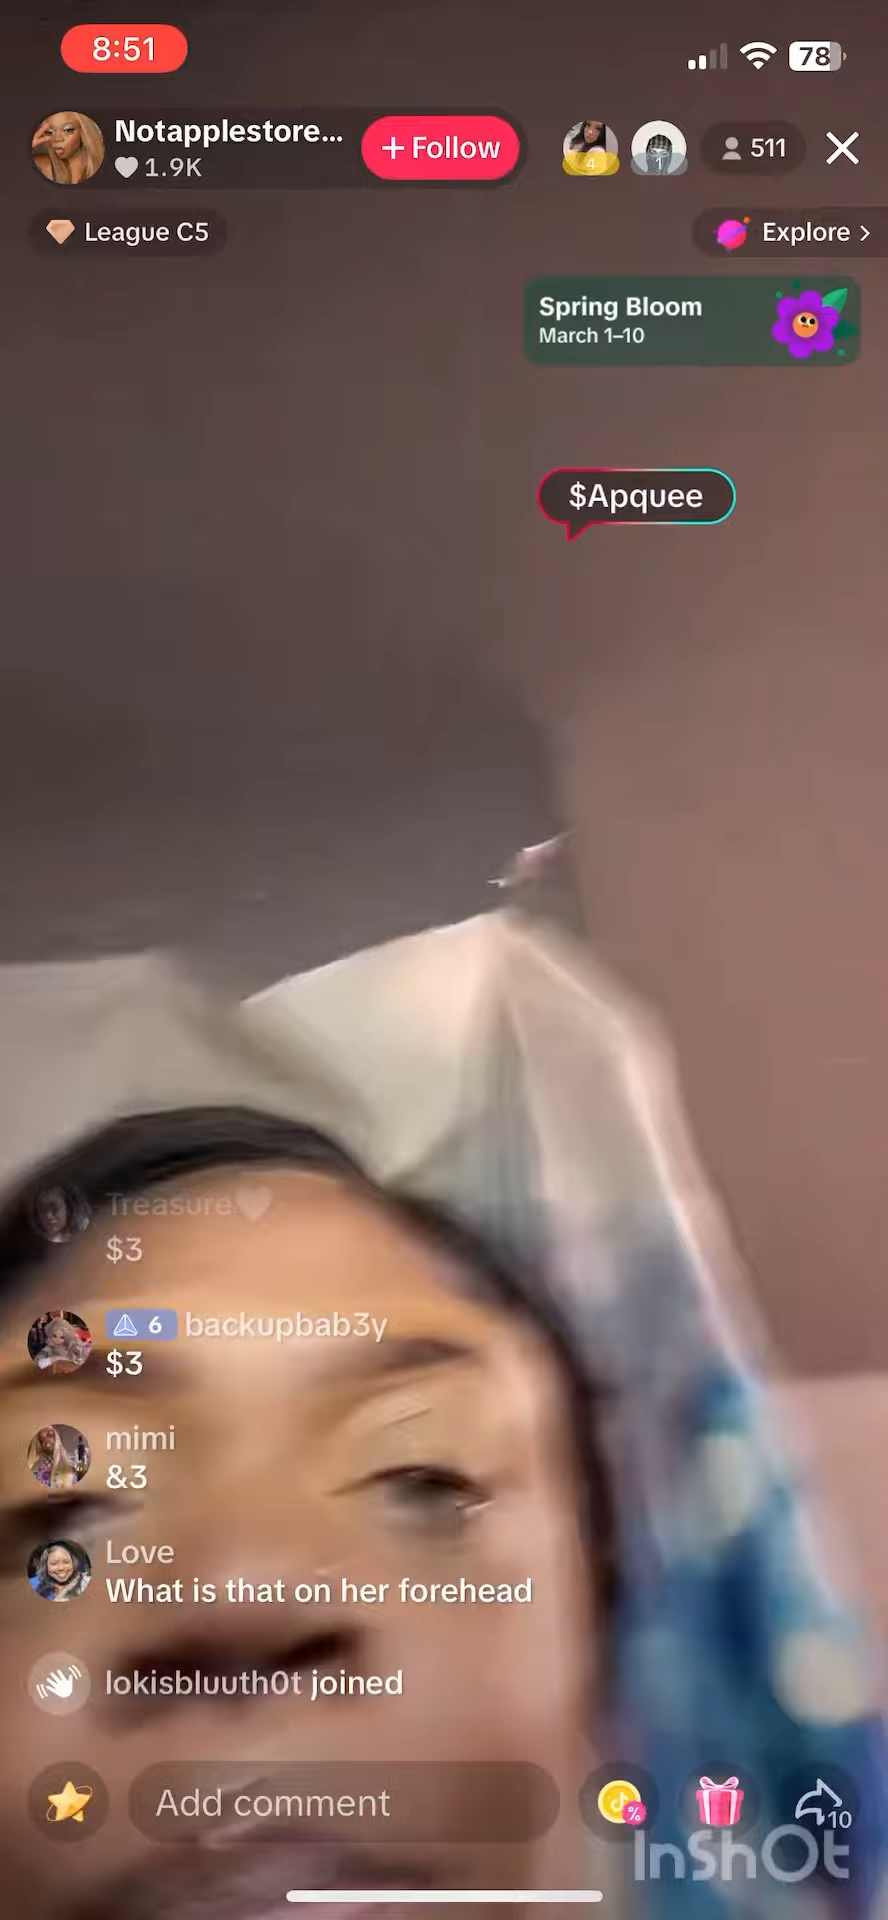 8:51
78
Notapplestore...
1.9K
+ Follow
4
1
511
League C5
Explore >
Spring Bloom
March 1–10
$Apquee
Treasure🤍
$3
6 backupbab3y
$3
mimi
&3
Love
What is that on her forehead
lokisbluuth0t joined
Add comment
%
10
InShOt